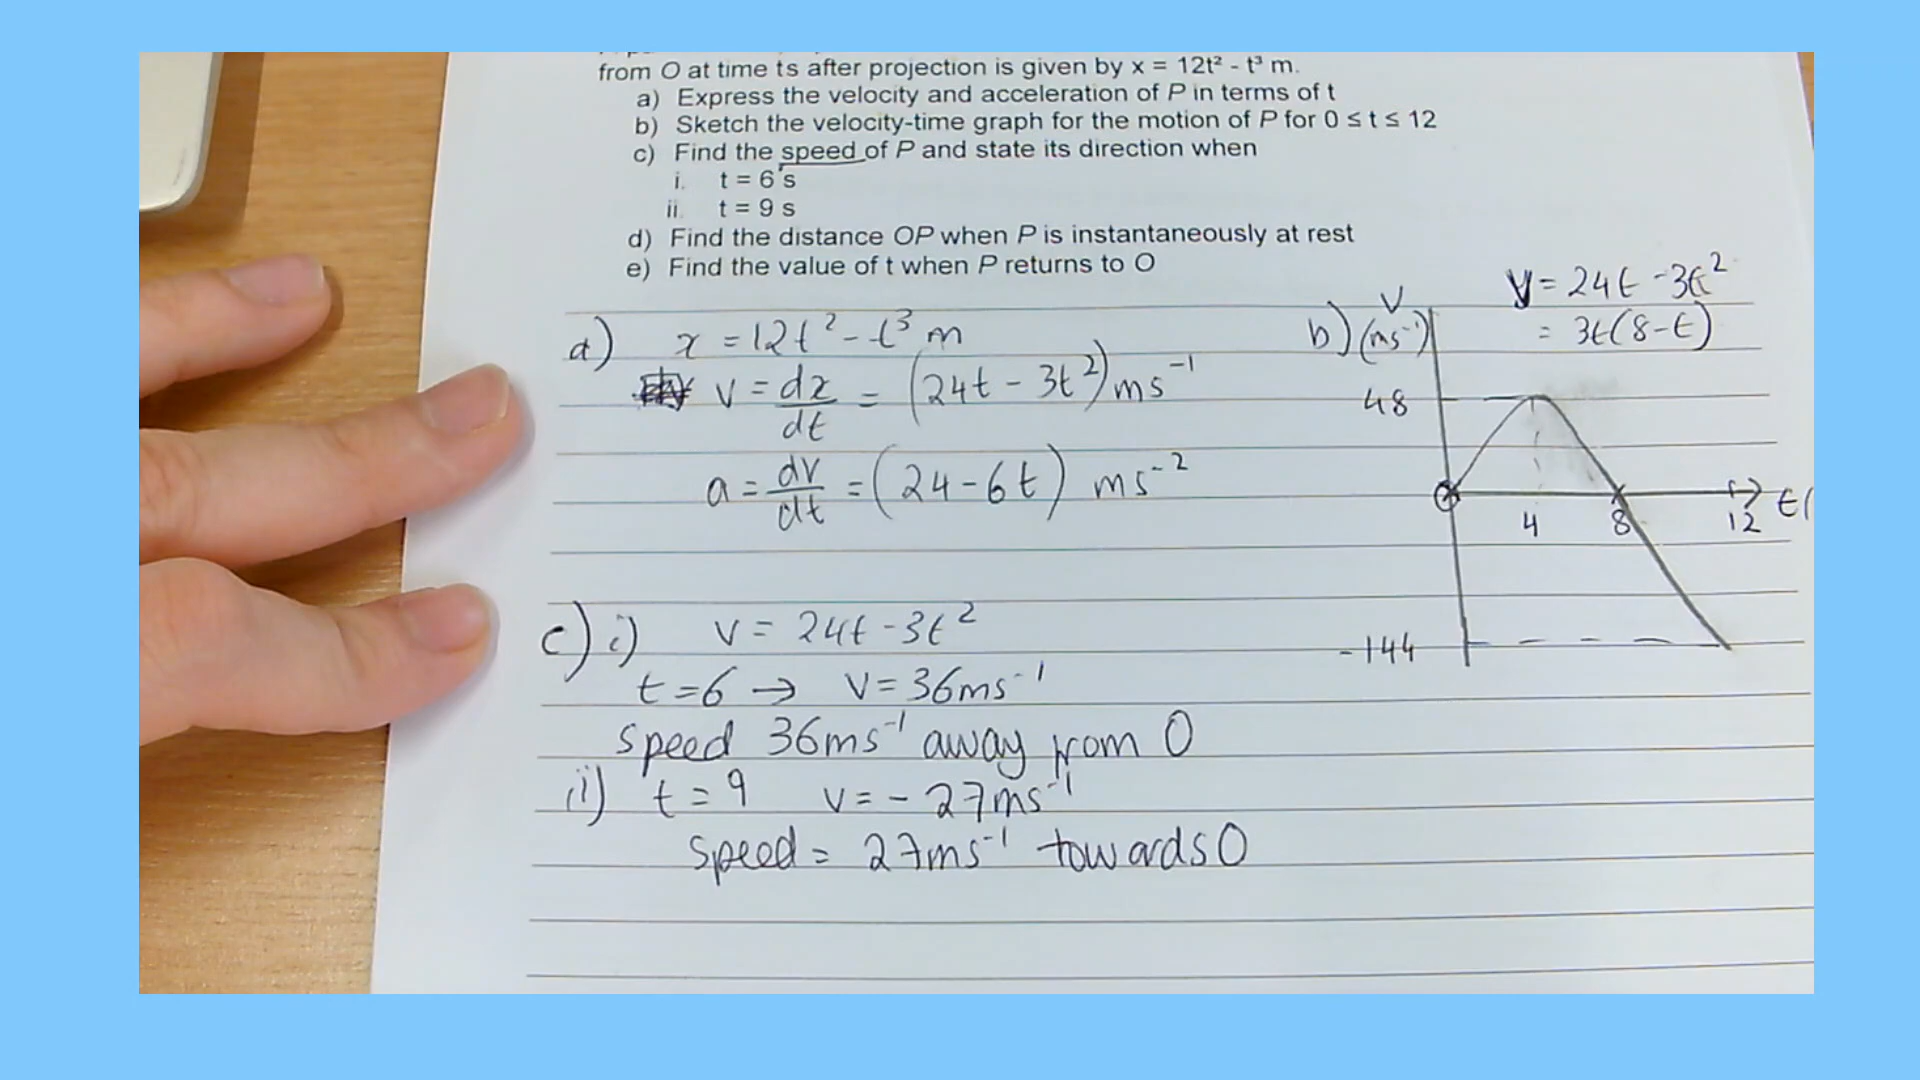 from O at time ts after projection is given by x = 12t² - t³ m.
a) Express the velocity and acceleration of P in terms of t
b) Sketch the velocity-time graph for the motion of P for 0 ≤ t ≤ 12
c) Find the speed of P and state its direction when
i. t = 6 s
ii. t = 9 s
d) Find the distance OP when P is instantaneously at rest
e) Find the value of t when P returns to O
a) x = 12t² - t³ m
v = dx/dt = (24t - 3t²) ms⁻¹
a = dv/dt = (24 - 6t) ms⁻²
b) v (ms⁻¹)
v = 24t - 3t²
= 3t(8-t)
48
4 8 12 t(
-144
c) i) v = 24t - 3t²
t = 6 → v = 36ms⁻¹
speed 36ms⁻¹ away from O
ii) t = 9 v = - 27ms⁻¹
speed = 27ms⁻¹ towards O